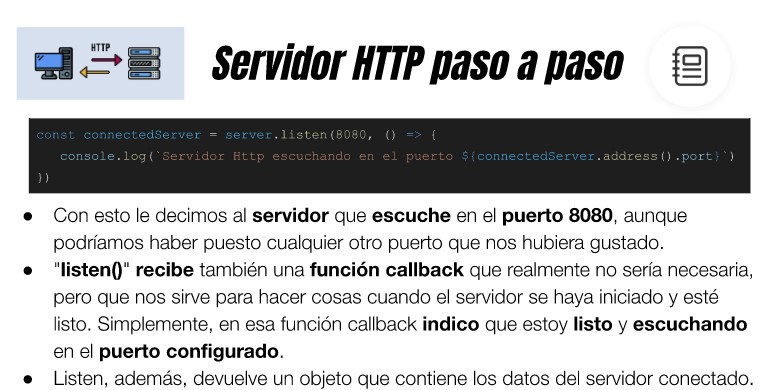 HTTP
Servidor HTTP paso a paso
const connectedServer = server.listen(8080, () => {
console.log(`Servidor Http escuchando en el puerto ${connectedServer.address().port}`)
})
● Con esto le decimos al servidor que escuche en el puerto 8080, aunque
podríamos haber puesto cualquier otro puerto que nos hubiera gustado.
● "listen()" recibe también una función callback que realmente no sería necesaria,
pero que nos sirve para hacer cosas cuando el servidor se haya iniciado y esté
listo. Simplemente, en esa función callback indico que estoy listo y escuchando
en el puerto configurado.
● Listen, además, devuelve un objeto que contiene los datos del servidor conectado.